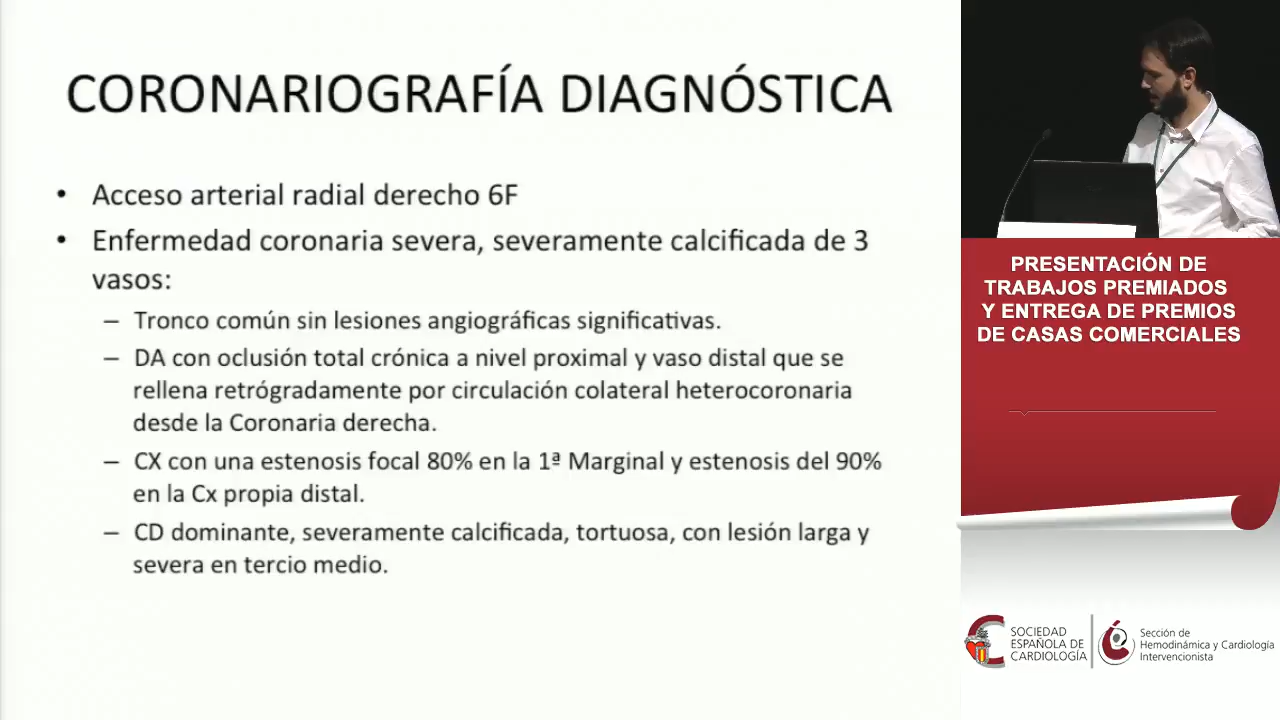 CORONARIOGRAFÍA DIAGNÓSTICA
• Acceso arterial radial derecho 6F
• Enfermedad coronaria severa, severamente calcificada de 3
vasos:
– Tronco común sin lesiones angiográficas significativas.
– DA con oclusión total crónica a nivel proximal y vaso distal que se
rellena retrógradamente por circulación colateral heterocoronaria
desde la Coronaria derecha.
– CX con una estenosis focal 80% en la 1ª Marginal y estenosis del 90%
en la Cx propia distal.
– CD dominante, severamente calcificada, tortuosa, con lesión larga y
severa en tercio medio.
PRESENTACIÓN DE
TRABAJOS PREMIADOS
Y ENTREGA DE PREMIOS
DE CASAS COMERCIALES
SOCIEDAD
ESPAÑOLA DE
CARDIOLOGÍA
Sección de
Hemodinámica y Cardiología
Intervencionista